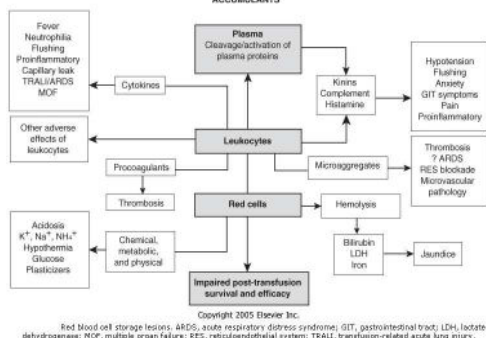 ACCUMULANTS
Fever
Neutrophilia
Flushing
Proinflammatory
Capillary leak
TRALI/ARDS
MOF
Cytokines
Plasma
Cleavage/activation of
plasma proteins
Kinins
Complement
Histamine
Hypotension
Flushing
Anxiety
GIT symptoms
Pain
Proinflammatory
Other adverse
effects of
leukocytes
Leukocytes
Procoagulants
Thrombosis
Microaggregates
Thrombosis
? ARDS
RES blockade
Microvascular
pathology
Red cells
Hemolysis
Bilirubin
LDH
Iron
Jaundice
Acidosis
K⁺, Na⁺, NH₄⁺
Hypothermia
Glucose
Plasticizers
Chemical,
metabolic,
and physical
Impaired post-transfusion
survival and efficacy
Copyright 2005 Elsevier Inc.
Red blood cell storage lesions. ARDS, acute respiratory distress syndrome; GIT, gastrointestinal tract; LDH, lactate
dehydrogenase; MOF, multiple organ failure; RES, reticuloendothelial system; TRALI, transfusion-related acute lung injury.